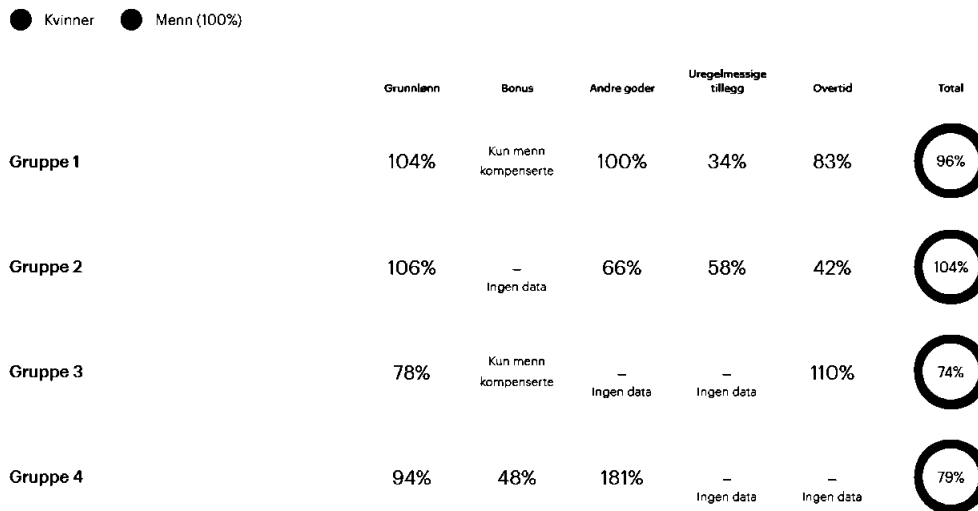 Kvinner Menn (100%)
Grunnlønn Bonus Andre goder Uregelmessige tillegg Overtid Total
Gruppe 1 104% Kun menn kompenserte 100% 34% 83% 96%
Gruppe 2 106% – Ingen data 66% 58% 42% 104%
Gruppe 3 78% Kun menn kompenserte – Ingen data – Ingen data 110% 74%
Gruppe 4 94% 48% 181% – Ingen data – Ingen data 79%